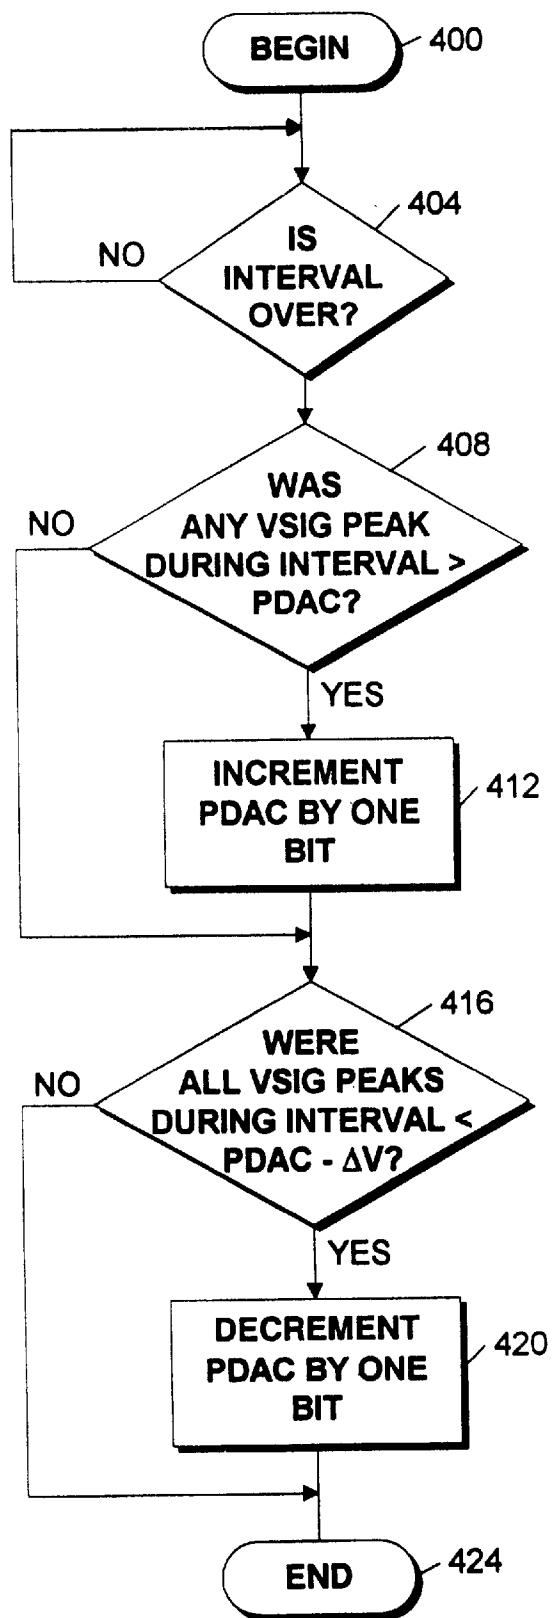 BEGIN
400
404
IS
INTERVAL
OVER?
NO
408
WAS
ANY VSIG PEAK
DURING INTERVAL >
PDAC?
NO
YES
INCREMENT
PDAC BY ONE
BIT
412
416
WERE
ALL VSIG PEAKS
DURING INTERVAL <
PDAC - ΔV?
NO
YES
DECREMENT
PDAC BY ONE
BIT
420
END
424